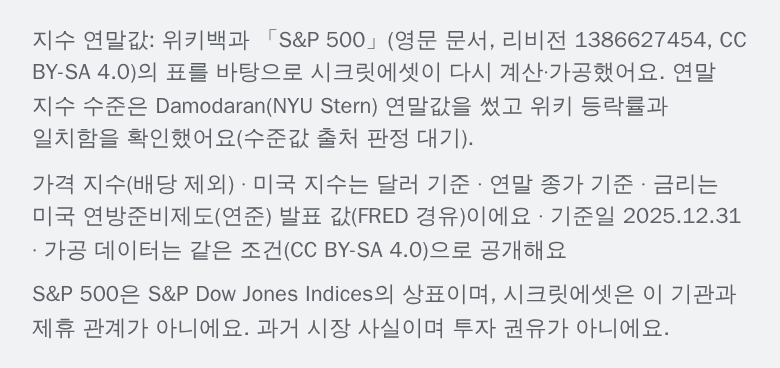 지수 연말값: 위키백과 「S&P 500」(영문 문서, 리비전 1386627454, CC
BY-SA 4.0)의 표를 바탕으로 시크릿에셋이 다시 계산·가공했어요. 연말
지수 수준은 Damodaran(NYU Stern) 연말값을 썼고 위키 등락률과
일치함을 확인했어요(수준값 출처 판정 대기).
가격 지수(배당 제외) · 미국 지수는 달러 기준 · 연말 종가 기준 · 금리는
미국 연방준비제도(연준) 발표 값(FRED 경유)이에요 · 기준일 2025.12.31
· 가공 데이터는 같은 조건(CC BY-SA 4.0)으로 공개해요
S&P 500은 S&P Dow Jones Indices의 상표이며, 시크릿에셋은 이 기관과
제휴 관계가 아니에요. 과거 시장 사실이며 투자 권유가 아니에요.